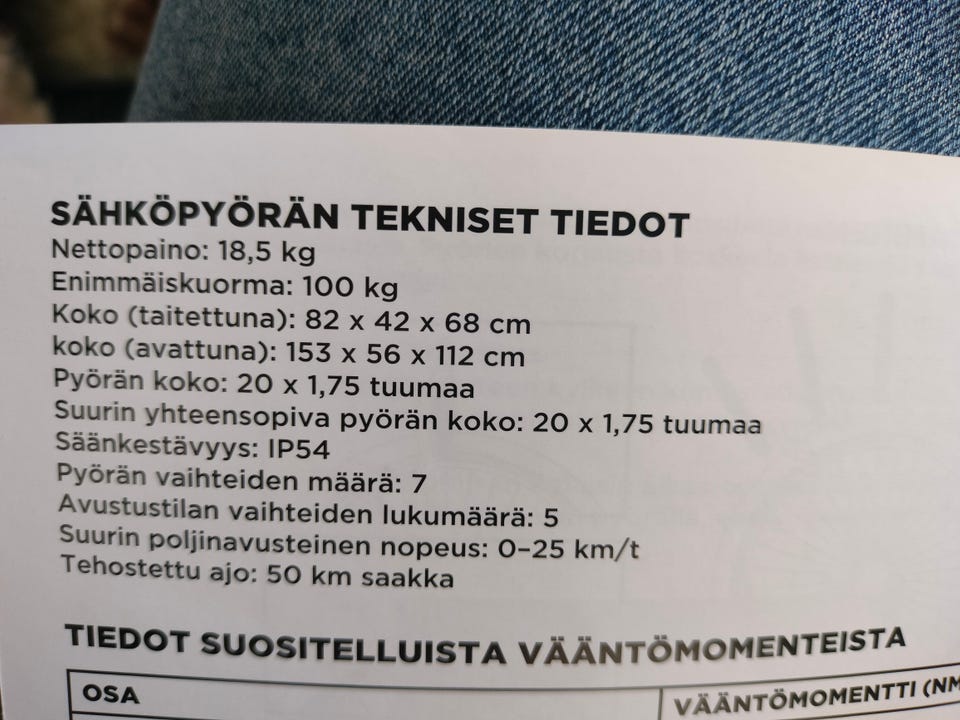 SÄHKÖPYÖRÄN TEKNISET TIEDOT
Nettopaino: 18,5 kg
Enimmäiskuorma: 100 kg
Koko (taitettuna): 82 x 42 x 68 cm
koko (avattuna): 153 x 56 x 112 cm
Pyörän koko: 20 x 1,75 tuumaa
Suurin yhteensopiva pyörän koko: 20 x 1,75 tuumaa
Säänkestävyys: IP54
Pyörän vaihteiden määrä: 7
Avustustilan vaihteiden lukumäärä: 5
Suurin poljinavusteinen nopeus: 0–25 km/t
Tehostettu ajo: 50 km saakka
TIEDOT SUOSITELLUISTA VÄÄNTÖMOMENTEISTA
OSA
VÄÄNTÖMOMENTTI (NM